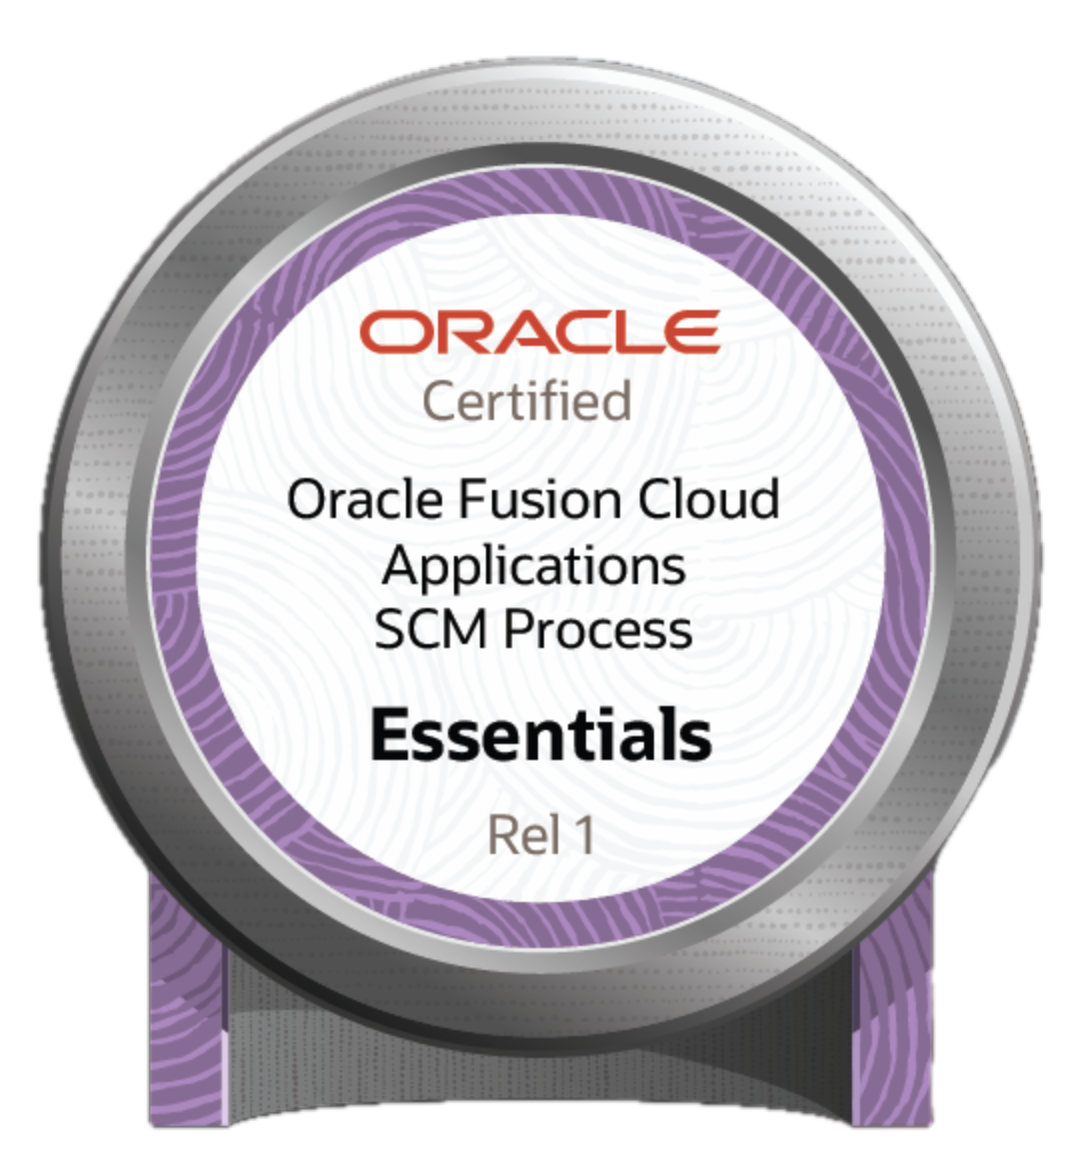 ORACLE
Certified
Oracle Fusion Cloud
Applications
SCM Process
Essentials
Rel 1